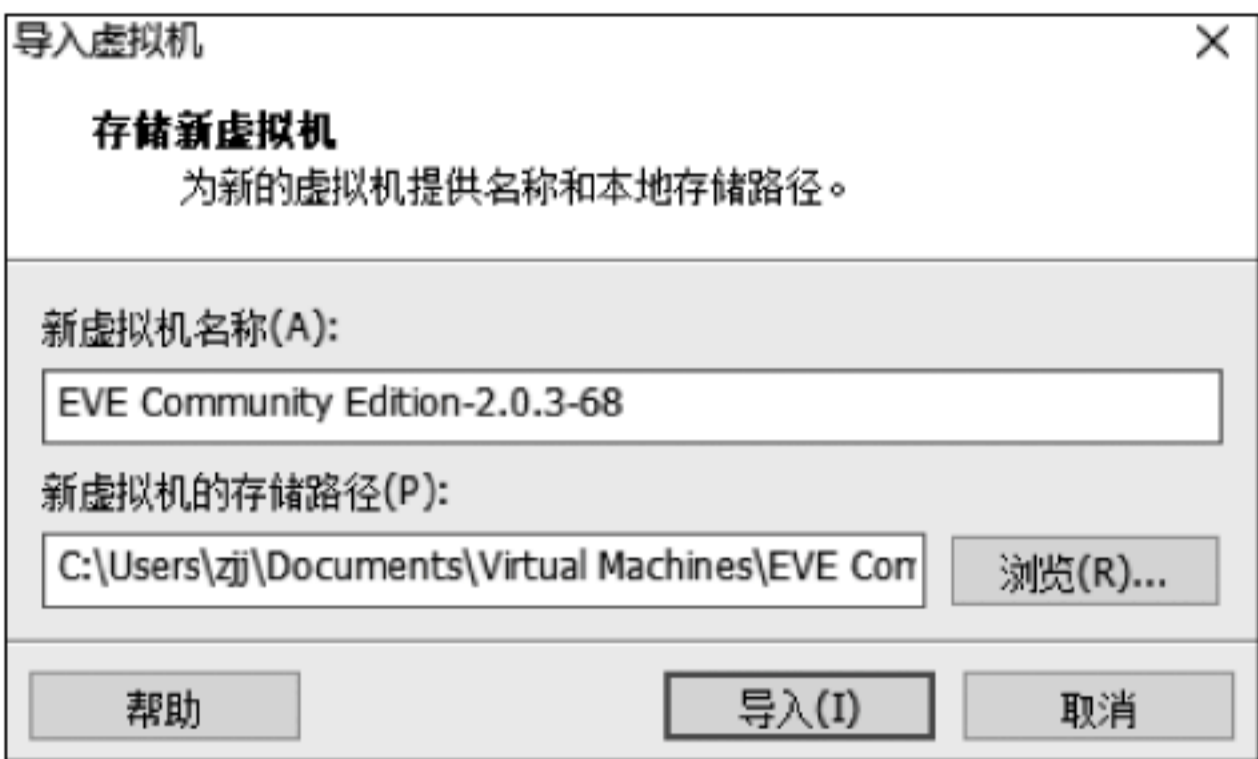 导入虚拟机
存储新虚拟机
为新的虚拟机提供名称和本地存储路径。
新虚拟机名称(A):
EVE Community Edition-2.0.3-68
新虚拟机的存储路径(P):
C:\Users\zjj\Documents\Virtual Machines\EVE Com
浏览(R)...
帮助 导入(I) 取消